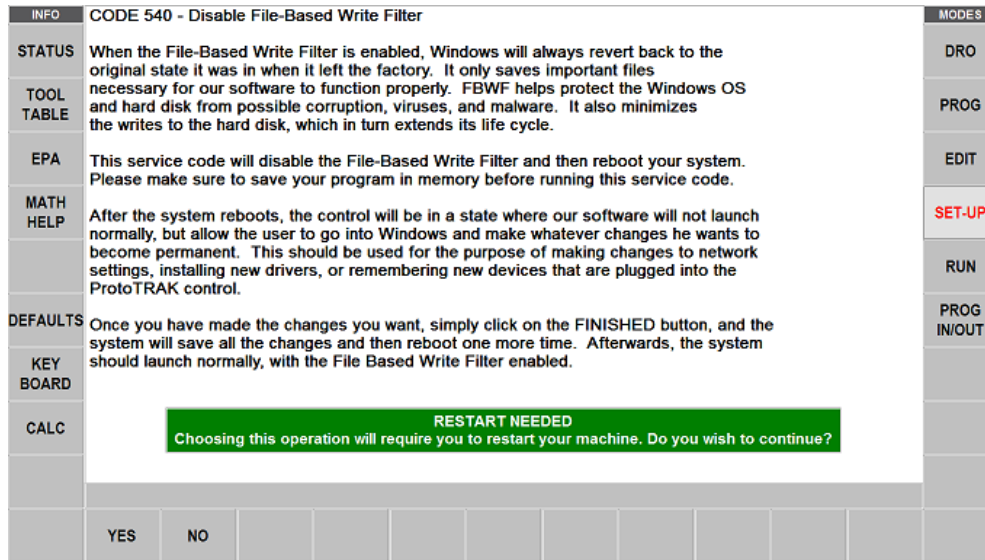 INFO
CODE 540 - Disable File-Based Write Filter
MODES
STATUS
When the File-Based Write Filter is enabled, Windows will always revert back to the
original state it was in when it left the factory. It only saves important files
necessary for our software to function properly. FBWF helps protect the Windows OS
and hard disk from possible corruption, viruses, and malware. It also minimizes
the writes to the hard disk, which in turn extends its life cycle.
DRO
TOOL
TABLE
PROG
EPA
This service code will disable the File-Based Write Filter and then reboot your system.
Please make sure to save your program in memory before running this service code.
EDIT
MATH
HELP
After the system reboots, the control will be in a state where our software will not launch
normally, but allow the user to go into Windows and make whatever changes he wants to
become permanent. This should be used for the purpose of making changes to network
settings, installing new drivers, or remembering new devices that are plugged into the
ProtoTRAK control.
SET-UP
RUN
DEFAULTS
Once you have made the changes you want, simply click on the FINISHED button, and the
system will save all the changes and then reboot one more time. Afterwards, the system
should launch normally, with the File Based Write Filter enabled.
PROG
IN/OUT
KEY
BOARD
CALC
RESTART NEEDED
Choosing this operation will require you to restart your machine. Do you wish to continue?
YES
NO